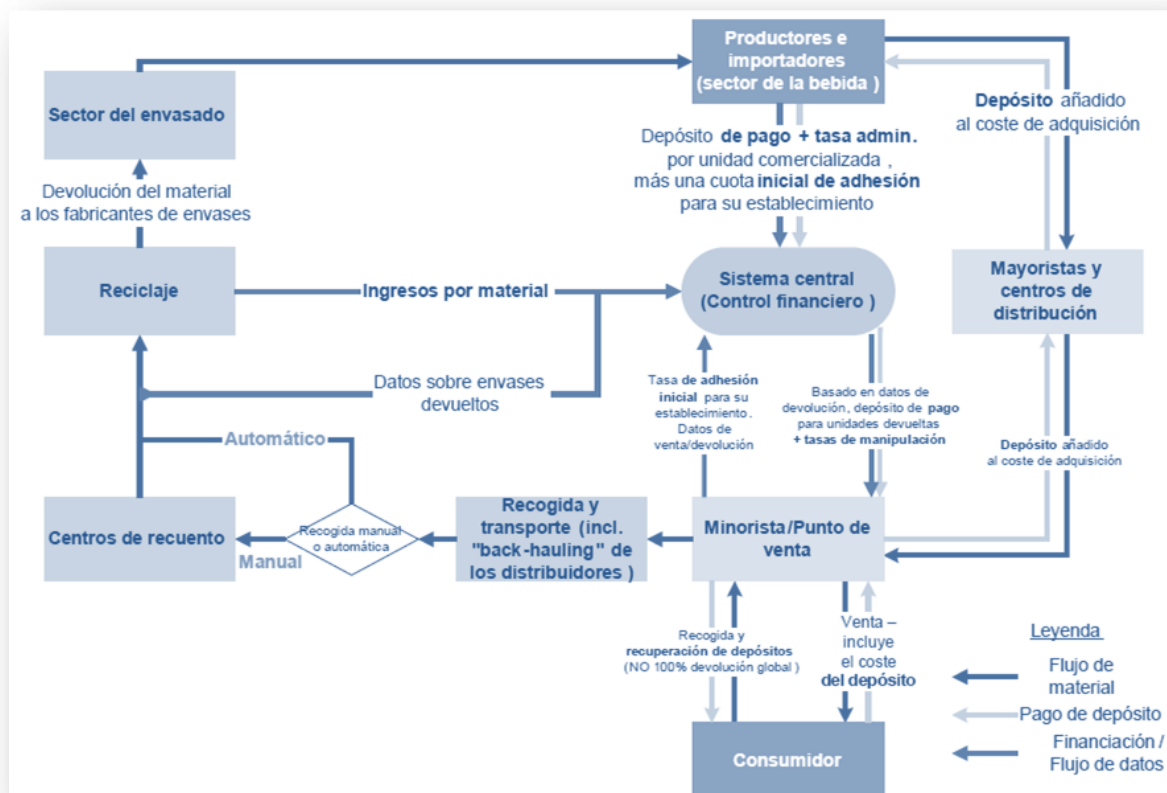 Productores e
importadores
(sector de la bebida )
Sector del envasado
Depósito añadido
al coste de adquisición
Depósito de pago + tasa admin.
por unidad comercializada ,
más una cuota inicial de adhesión
para su establecimiento
Devolución del material
a los fabricantes de envases
Reciclaje
Ingresos por material
Sistema central
(Control financiero )
Mayoristas y
centros de
distribución
Datos sobre envases
devueltos
Tasa de adhesión
inicial para su
establecimiento.
Datos de
venta/devolución
Basado en datos de
devolución, depósito de pago
para unidades devueltas
+ tasas de manipulación
Depósito añadido
al coste de adquisición
Automático
Centros de recuento
Manual
Recogida manual
o automática
Recogida y
transporte (incl.
"back-hauling" de
los distribuidores )
Minorista/Punto de
venta
Recogida y
recuperación de depósitos
(NO 100% devolución global )
Venta –
incluye
el coste
del depósito
Consumidor
Leyenda
Flujo de
material
Pago de depósito
Financiación /
Flujo de datos